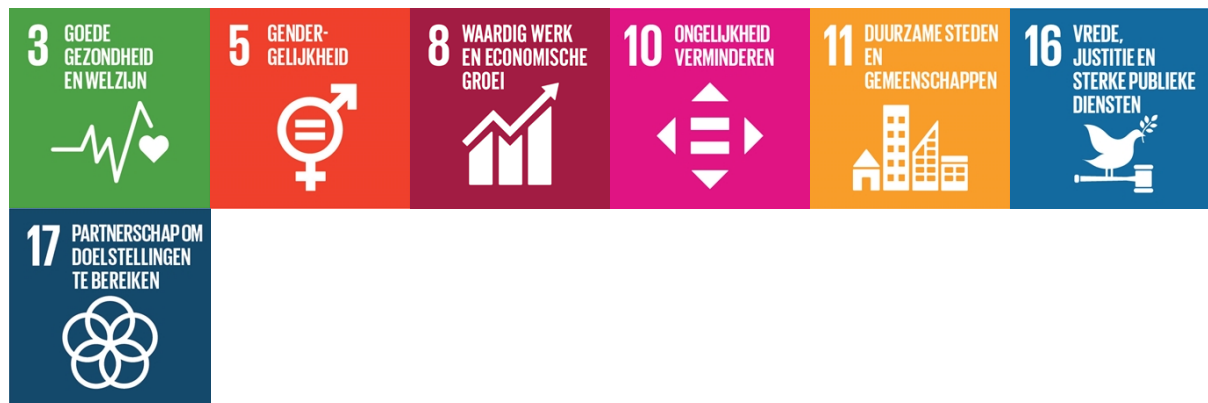 3 GOEDE
GEZONDHEID
EN WELZIJN
5 GENDER-
GELIJKHEID
8 WAARDIG WERK
EN ECONOMISCHE
GROEI
10 ONGELIJKHEID
VERMINDEREN
11 DUURZAME STEDEN
EN
GEMEENSCHAPPEN
16 VREDE,
JUSTITIE EN
STERKE PUBLIEKE
DIENSTEN
17 PARTNERSCHAP OM
DOELSTELLINGEN
TE BEREIKEN